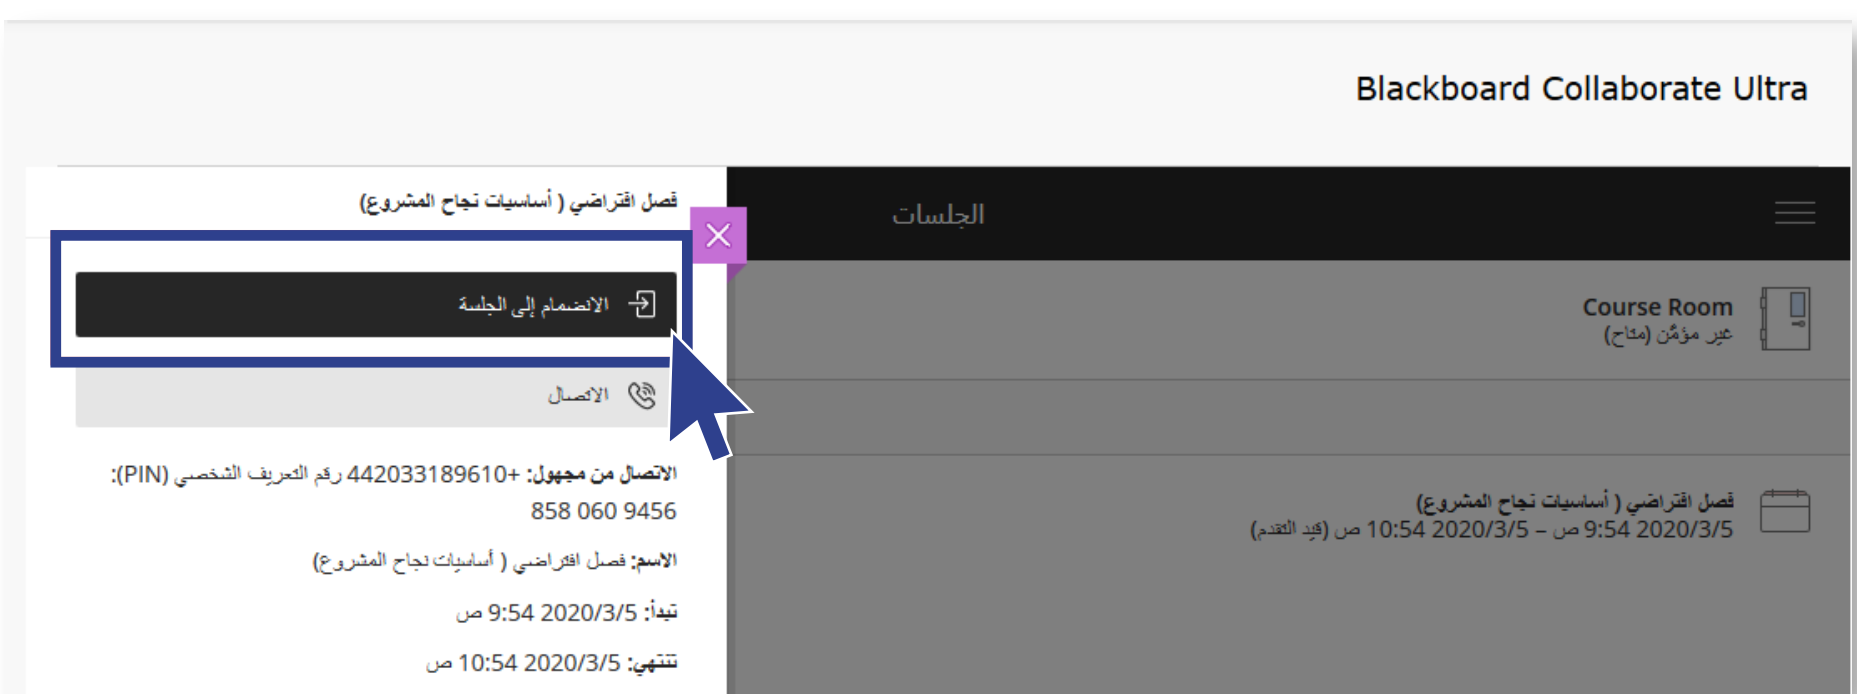 Blackboard Collaborate Ultra
الجلسات
Course Room
غير مؤمَّن (متاح)
فصل افتراضي ( أساسيات نجاح المشروع)
2020/3/5 9:54 ص – 2020/3/5 10:54 ص (قيد التقدم)
فصل افتراضي ( أساسيات نجاح المشروع)
الانضمام إلى الجلسة
الاتصال
الاتصال من مجهول: +442033189610 رقم التعريف الشخصي (PIN):
858 060 9456
الاسم: فصل افتراضي ( أساسيات نجاح المشروع)
تبدأ: 2020/3/5 9:54 ص
تنتهي: 2020/3/5 10:54 ص